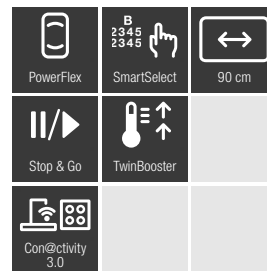 B
2345
2345
PowerFlex
SmartSelect
90 cm
Stop & Go
TwinBooster
Con@ctivity
3.0